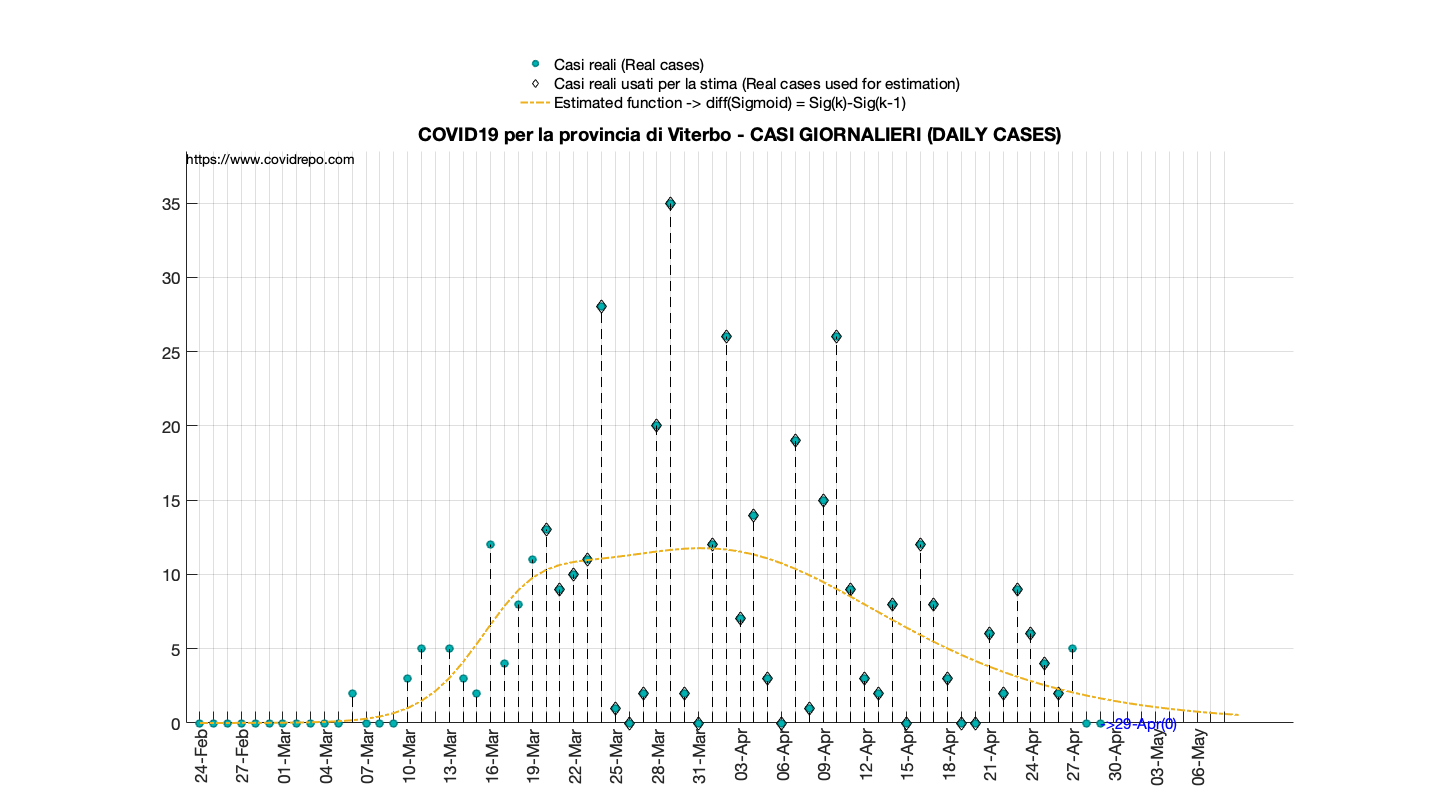 Casi reali (Real cases)
Casi reali usati per la stima (Real cases used for estimation)
Estimated function -> diff(Sigmoid) = Sig(k)-Sig(k-1)
COVID19 per la provincia di Viterbo - CASI GIORNALIERI (DAILY CASES)
https://www.covidrepo.com
35
30
25
20
15
10
5
0
->29-Apr(0)
24-Feb
27-Feb
01-Mar
04-Mar
07-Mar
10-Mar
13-Mar
16-Mar
19-Mar
22-Mar
25-Mar
28-Mar
31-Mar
03-Apr
06-Apr
09-Apr
12-Apr
15-Apr
18-Apr
21-Apr
24-Apr
27-Apr
30-Apr
03-May
06-May